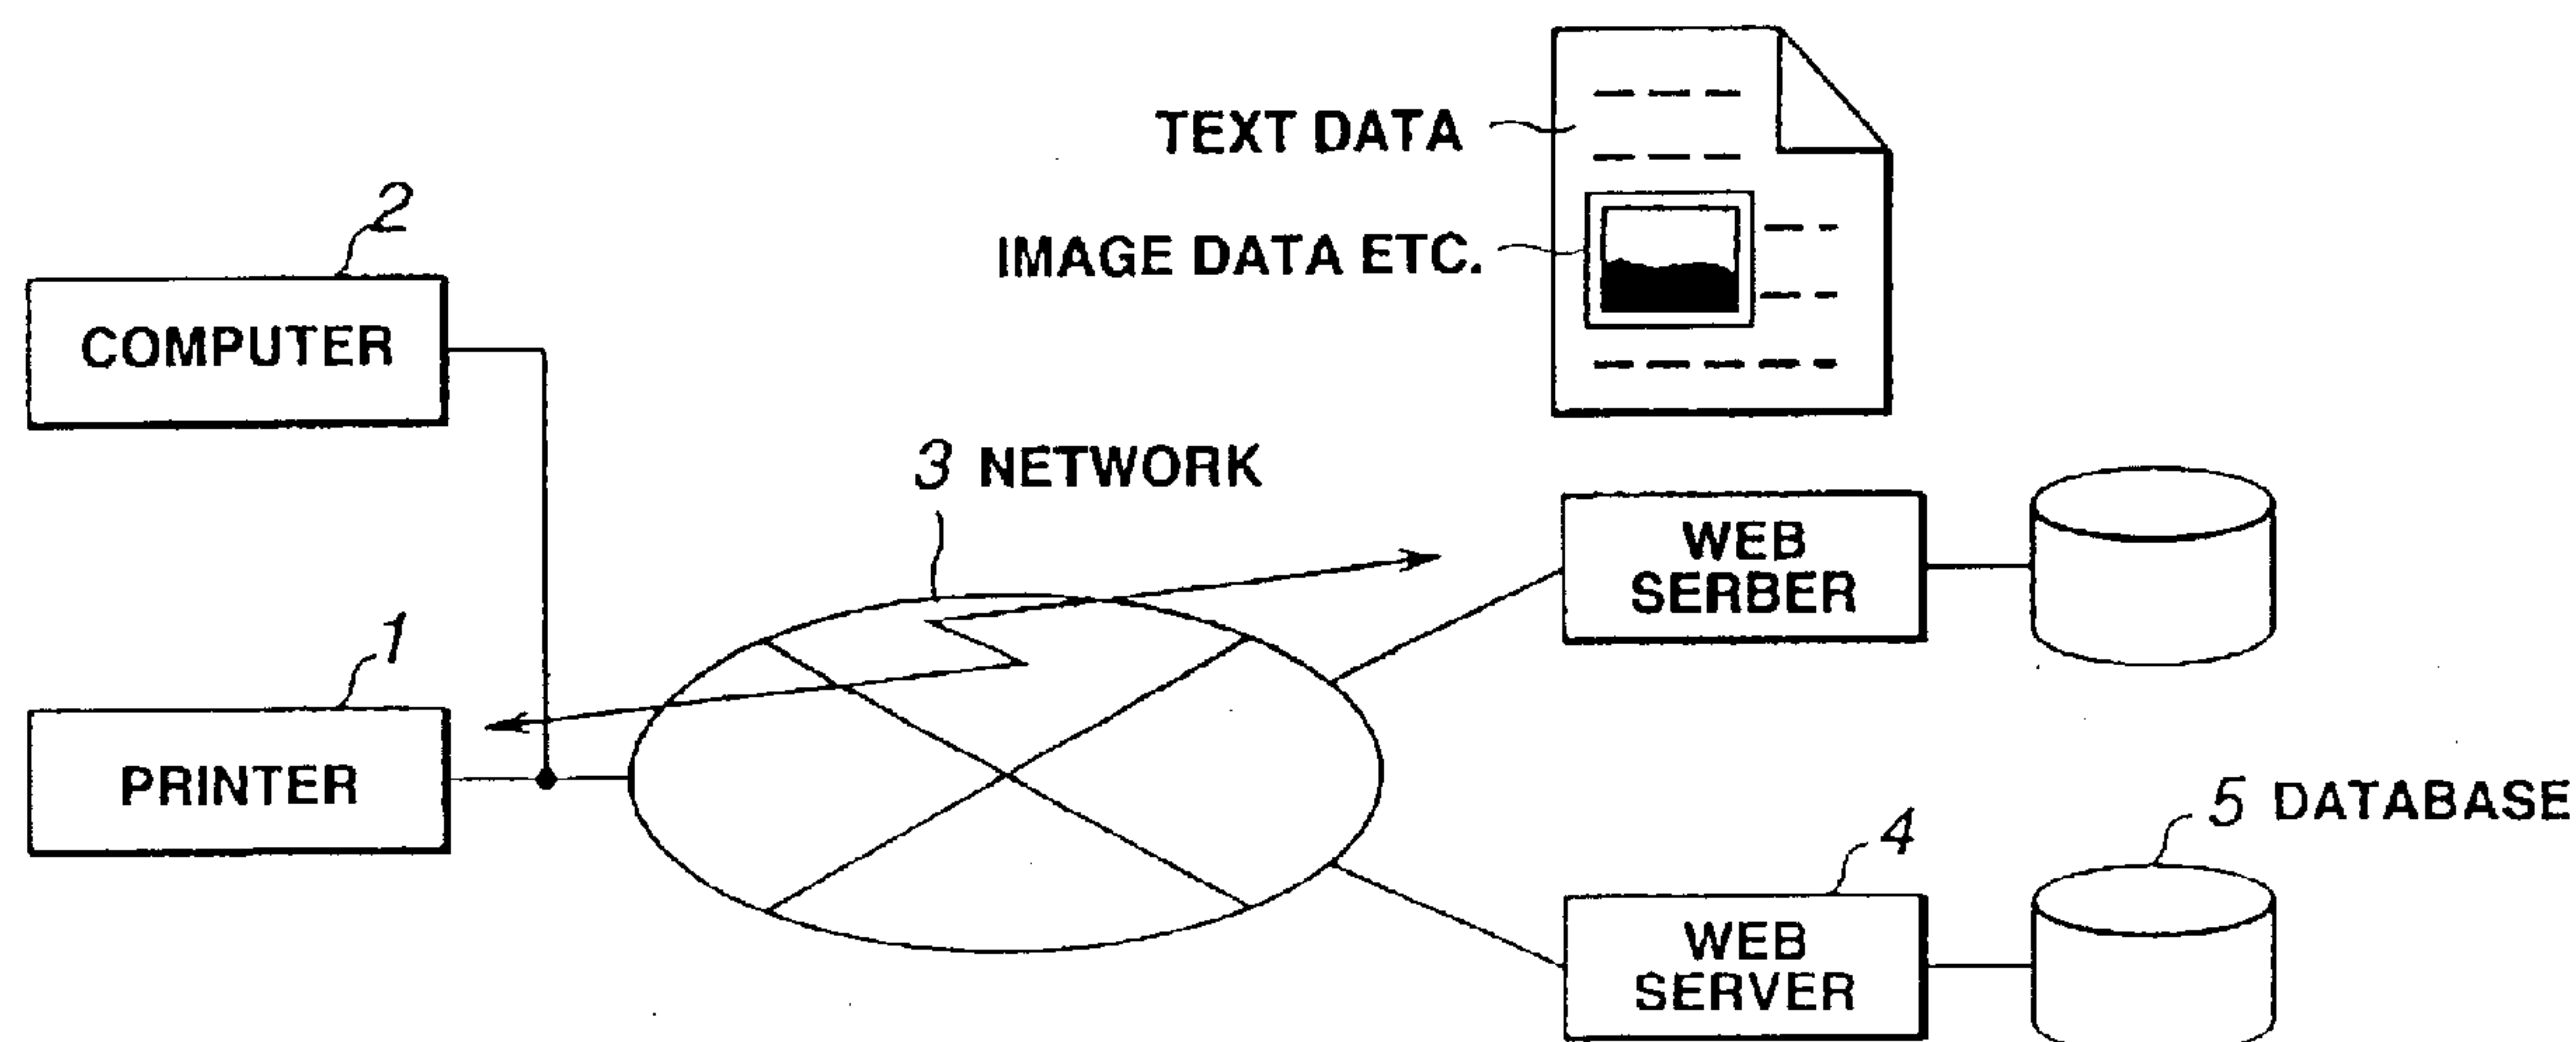 TEXT DATA
2
IMAGE DATA ETC.
COMPUTER
3 NETWORK
WEB
SERBER
1
PRINTER
5 DATABASE
4
WEB
SERVER